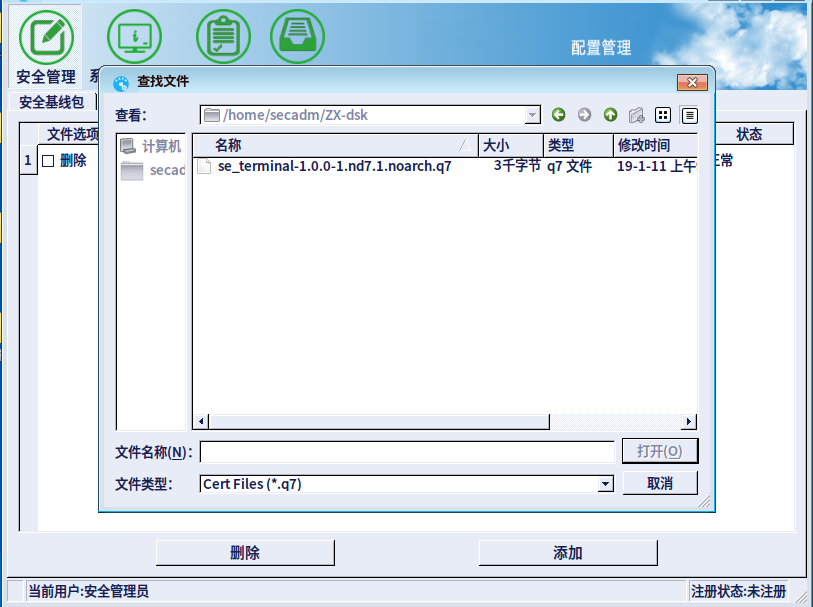 配置管理
安全管理
系
查找文件
安全基线包
查看：
/home/secadm/ZX-dsk
文件选项
状态
计算机
名称
大小
类型
修改时间
1
删除
secad
se_terminal-1.0.0-1.nd7.1.noarch.q7
3千字节
q7 文件
19-1-11 上午
正常
文件名称(N)：
打开(O)
文件类型：
Cert Files (*.q7)
取消
删除
添加
当前用户:安全管理员
注册状态:未注册